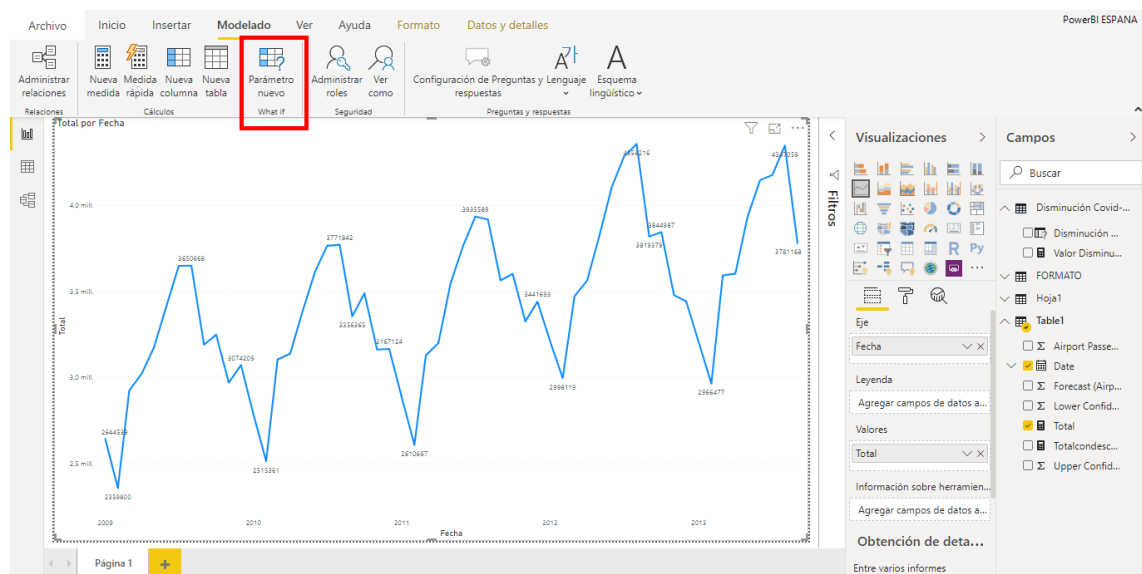 PowerBI ESPANA
Archivo Inicio Insertar Modelado Ver Ayuda Formato Datos y detalles
Administrar relaciones
Nueva medida
Medida rápida
Nueva columna
Nueva tabla
Parámetro nuevo
Administrar roles
Ver como
Configuración de Preguntas y respuestas
Lenguaje
Esquema lingüístico
Relaciones Cálculos What if Seguridad Preguntas y respuestas
Total por Fecha
4,0 mill.
3,5 mill.
3,0 mill.
2,5 mill.
Total
2644539
2359800
3650668
3074209
2515361
3771842
3356365
3167124
2610667
3935589
3441693
2998119
4356216
3819379
3844987
2966477
4347059
3781168
2009 2010 2011 2012 2013
Fecha
Filtros
Visualizaciones
R Py
Eje
Fecha
Leyenda
Agregar campos de datos a...
Valores
Total
Información sobre herramien...
Agregar campos de datos a...
Obtención de deta...
Entre varios informes
Campos
Buscar
Disminución Covid-...
Disminución ...
Valor Disminu...
FORMATO
Hoja1
Table1
Airport Passe...
Date
Forecast (Airp...
Lower Confid...
Total
Totalcondesc...
Upper Confid...
Página 1